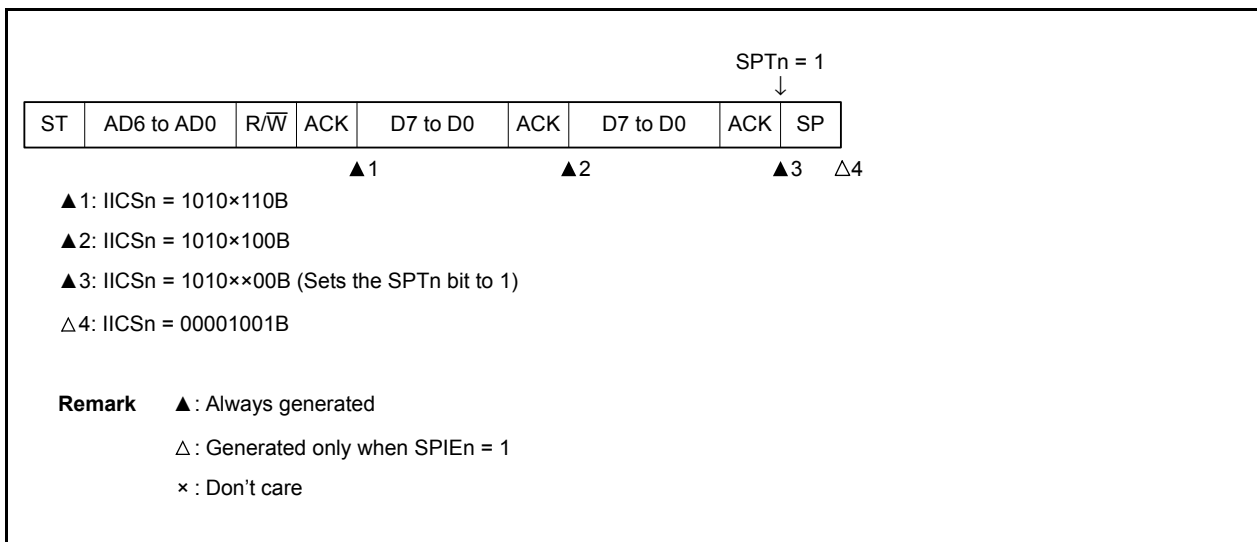 SPTn = 1
↓
ST AD6 to AD0 R/W̅ ACK D7 to D0 ACK D7 to D0 ACK SP
▲1 ▲2 ▲3 △4
▲1: IICSn = 1010×110B
▲2: IICSn = 1010×100B
▲3: IICSn = 1010××00B (Sets the SPTn bit to 1)
△4: IICSn = 00001001B
Remark ▲: Always generated
△: Generated only when SPIEn = 1
×: Don't care